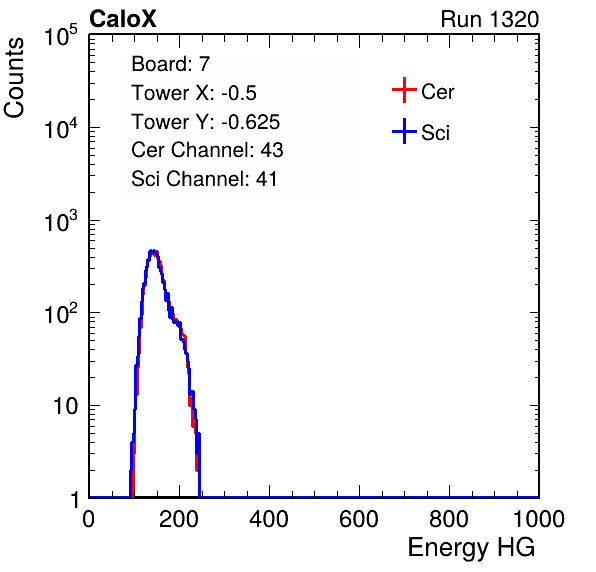 CaloX Run 1320
Counts
Board: 7
Tower X: -0.5
Tower Y: -0.625
Cer Channel: 43
Sci Channel: 41
Cer
Sci
10^5
10^4
10^3
10^2
10
1
0 200 400 600 800 1000
Energy HG